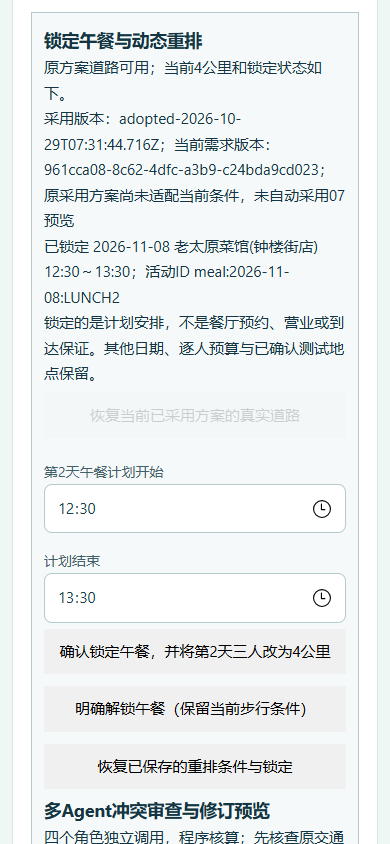 锁定午餐与动态重排
原方案道路可用；当前4公里和锁定状态如
下。
采用版本：adopted-2026-10-
29T07:31:44.716Z；当前需求版本：
961cca08-8c62-4dfc-a3b9-c24bda9cd023；
原采用方案尚未适配当前条件，未自动采用07
预览
已锁定 2026-11-08 老太原菜馆(钟楼街店)
12:30～13:30；活动ID meal:2026-11-
08:LUNCH2
锁定的是计划安排，不是餐厅预约、营业或到
达保证。其他日期、逐人预算与已确认测试地
点保留。
恢复当前已采用方案的真实道路
第2天午餐计划开始
12:30
计划结束
13:30
确认锁定午餐，并将第2天三人改为4公里
明确解锁午餐（保留当前步行条件）
恢复已保存的重排条件与锁定
多Agent冲突审查与修订预览
四个角色独立调用，程序核算；先核查原交通